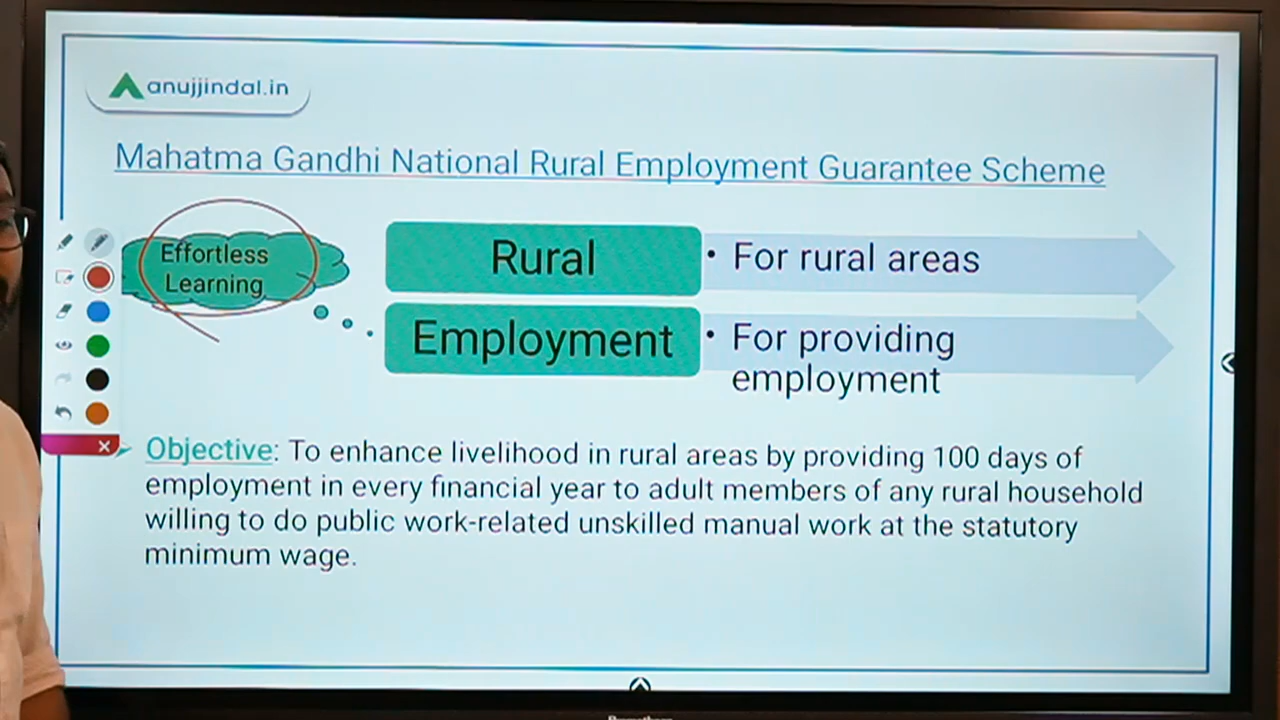 anujjindal.in
Mahatma Gandhi National Rural Employment Guarantee Scheme
Effortless
Learning
Rural
• For rural areas
Employment
• For providing
employment
Objective: To enhance livelihood in rural areas by providing 100 days of
employment in every financial year to adult members of any rural household
willing to do public work-related unskilled manual work at the statutory
minimum wage.